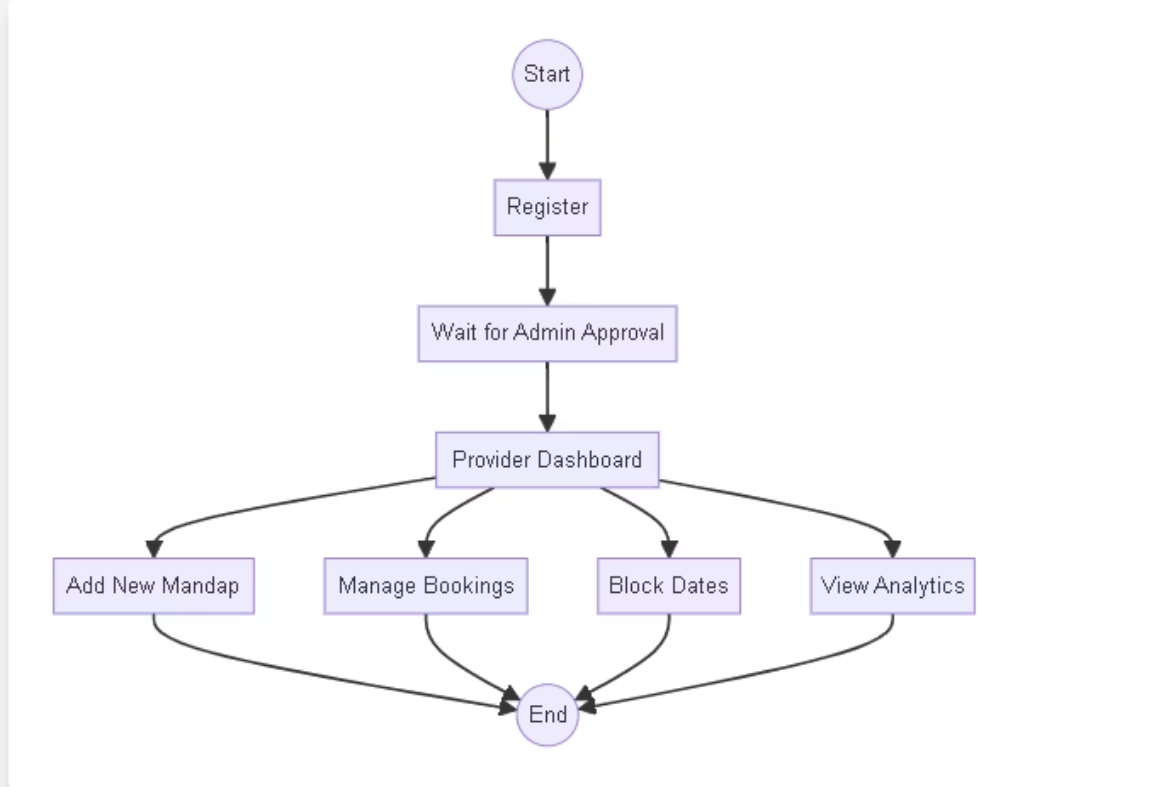 Start
Register
Wait for Admin Approval
Provider Dashboard
Add New Mandap
Manage Bookings
Block Dates
View Analytics
End